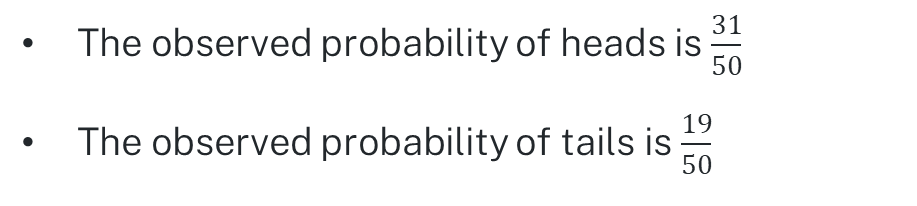 • The observed probability of heads is 31/50
• The observed probability of tails is 19/50